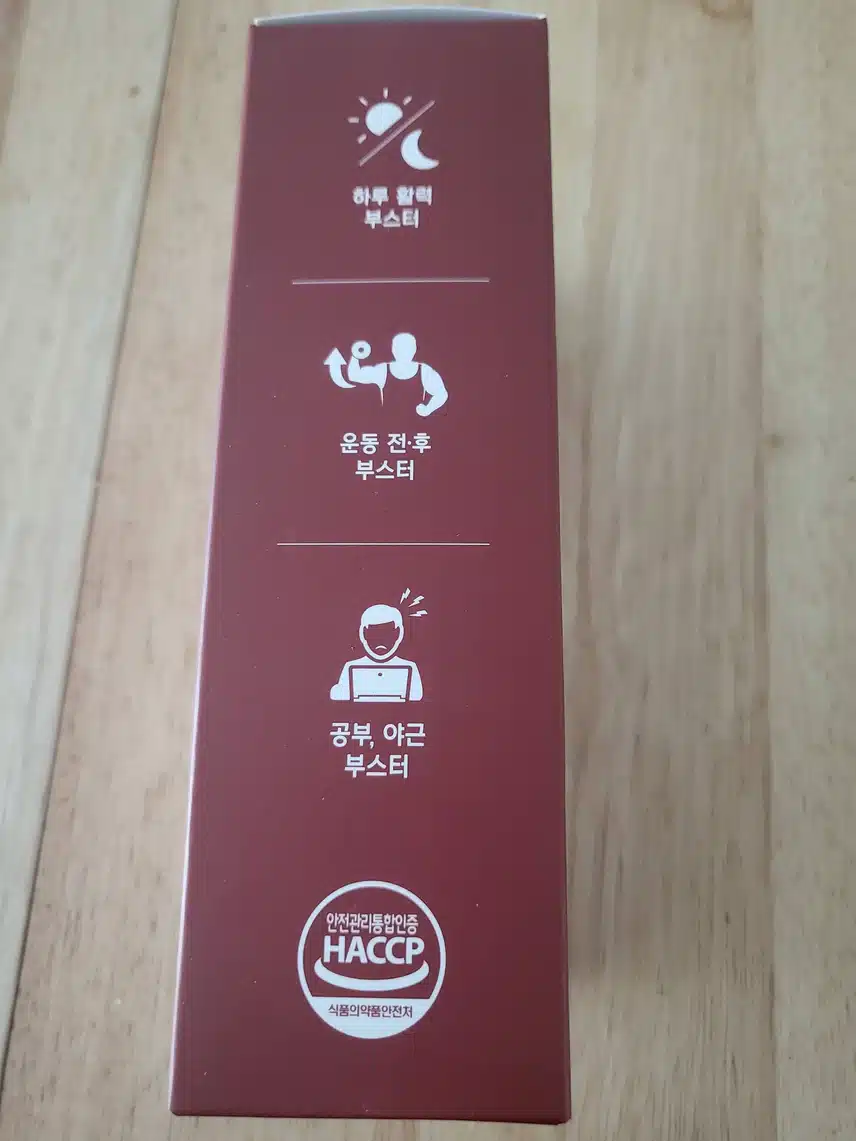 하루 활력
부스터
운동 전·후
부스터
공부, 야근
부스터
안전관리통합인증
HACCP
식품의약품안전처